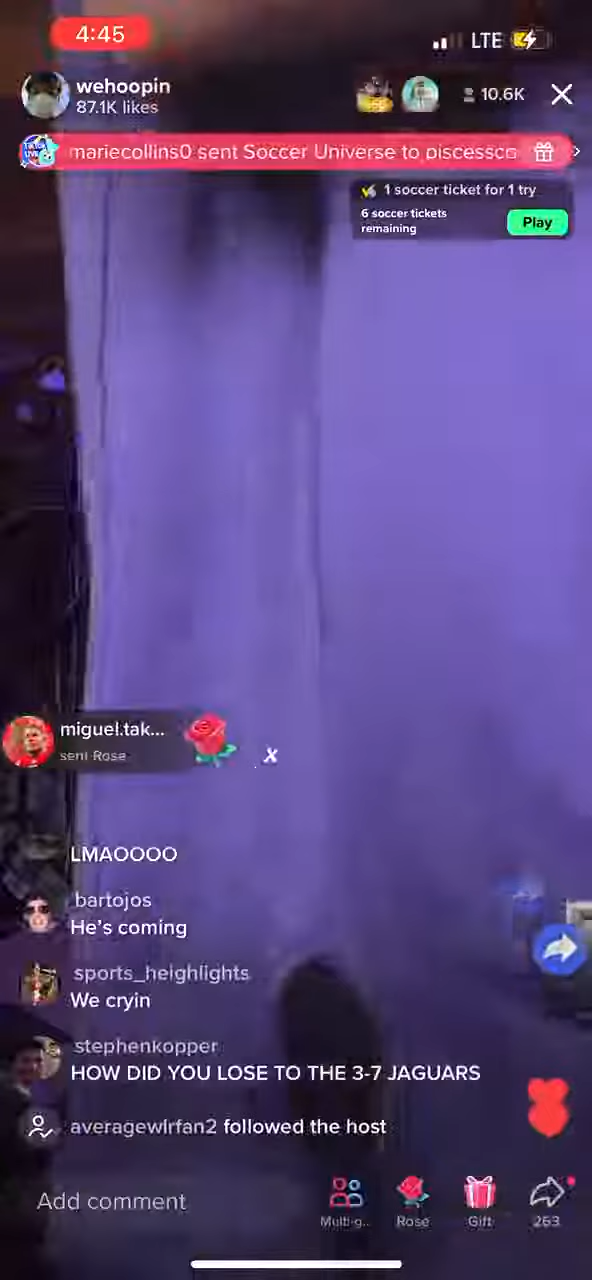 4:45
LTE
wehoopin
87.1K likes
10.6K
mariecollins0 sent Soccer Universe to piscessco
1 soccer ticket for 1 try
6 soccer tickets
remaining
Play
miguel.tak...
sent Rose
x
LMAOOOO
bartojos
He's coming
sports_heighlights
We cryin
stephenkopper
HOW DID YOU LOSE TO THE 3-7 JAGUARS
averagewlrfan2 followed the host
Add comment
Multi-g..
Rose
Gift
263